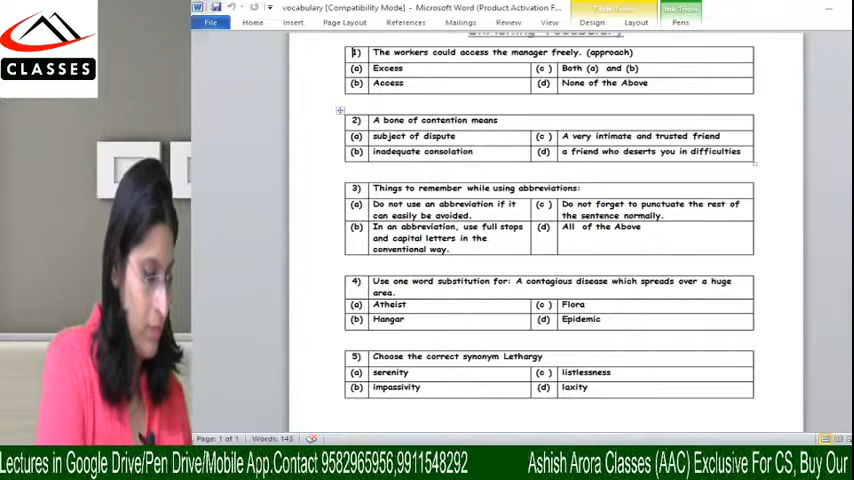 vocabulary [Compatibility Mode] - Microsoft Word (Product Activation F...
Table Tools
Ink Tools
File Home Insert Page Layout References Mailings Review View Design Layout Pens
CLASSES
1) The workers could access the manager freely. (approach)
(a) Excess (c ) Both (a) and (b)
(b) Access (d) None of the Above
2) A bone of contention means
(a) subject of dispute (c ) A very intimate and trusted friend
(b) inadequate consolation (d) a friend who deserts you in difficulties
3) Things to remember while using abbreviations:
(a) Do not use an abbreviation if it can easily be avoided. (c ) Do not forget to punctuate the rest of the sentence normally.
(b) In an abbreviation, use full stops and capital letters in the conventional way. (d) All of the Above
4) Use one word substitution for: A contagious disease which spreads over a huge
area.
(a) Atheist (c ) Flora
(b) Hangar (d) Epidemic
5) Choose the correct synonym Lethargy
(a) serenity (c ) listlessness
(b) impassivity (d) laxity
Page: 1 of 1 Words: 143
Lectures in Google Drive/Pen Drive/Mobile App.Contact 9582965956,9911548292 Ashish Arora Classes (AAC) Exclusive For CS, Buy Our